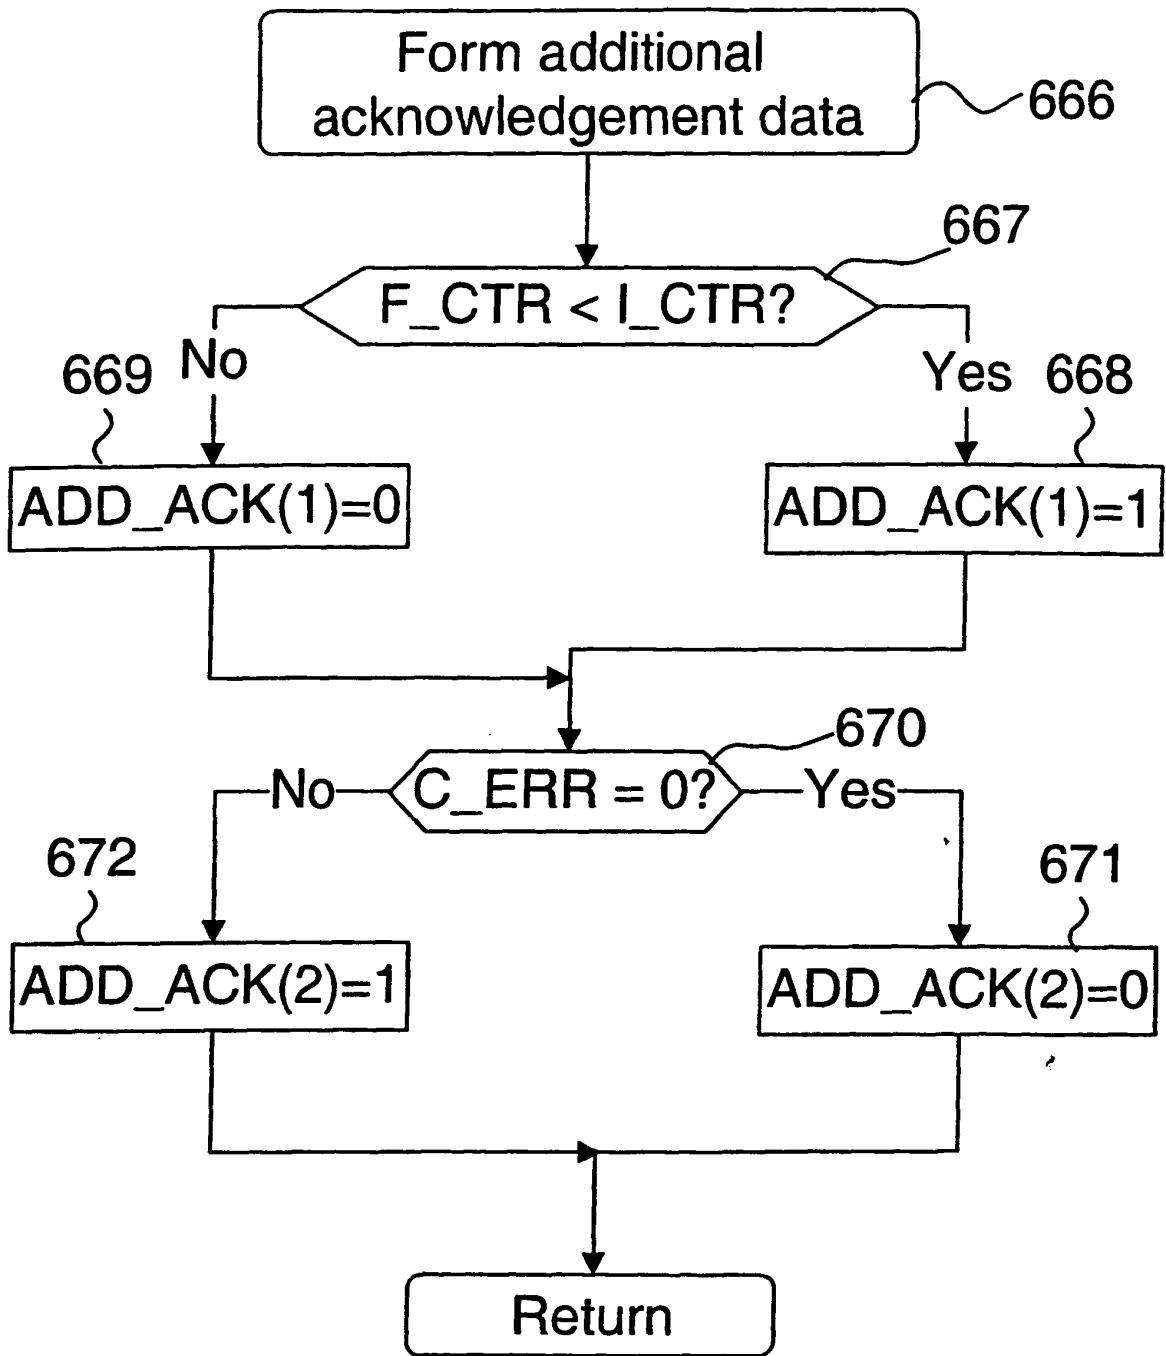 Form additional
acknowledgement data
666
667
F_CTR < I_CTR?
No
Yes
669
668
ADD_ACK(1)=0
ADD_ACK(1)=1
670
No
C_ERR = 0?
Yes
672
671
ADD_ACK(2)=1
ADD_ACK(2)=0
Return